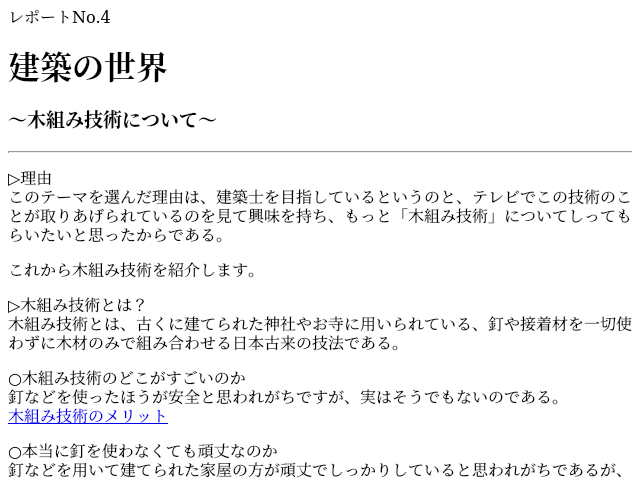 レポートNo.4
建築の世界
～木組み技術について～
▷理由
このテーマを選んだ理由は、建築士を目指しているというのと、テレビでこの技術のこ
とが取りあげられているのを見て興味を持ち、もっと「木組み技術」についてしっても
らいたいと思ったからである。
これから木組み技術を紹介します。
▷木組み技術とは？
木組み技術とは、古くに建てられた神社やお寺に用いられている、釘や接着材を一切使
わずに木材のみで組み合わせる日本古来の技法である。
○木組み技術のどこがすごいのか
釘などを使ったほうが安全と思われがちですが、実はそうでもないのである。
木組み技術のメリット
○本当に釘を使わなくても頑丈なのか
釘などを用いて建てられた家屋の方が頑丈でしっかりしていると思われがちであるが、